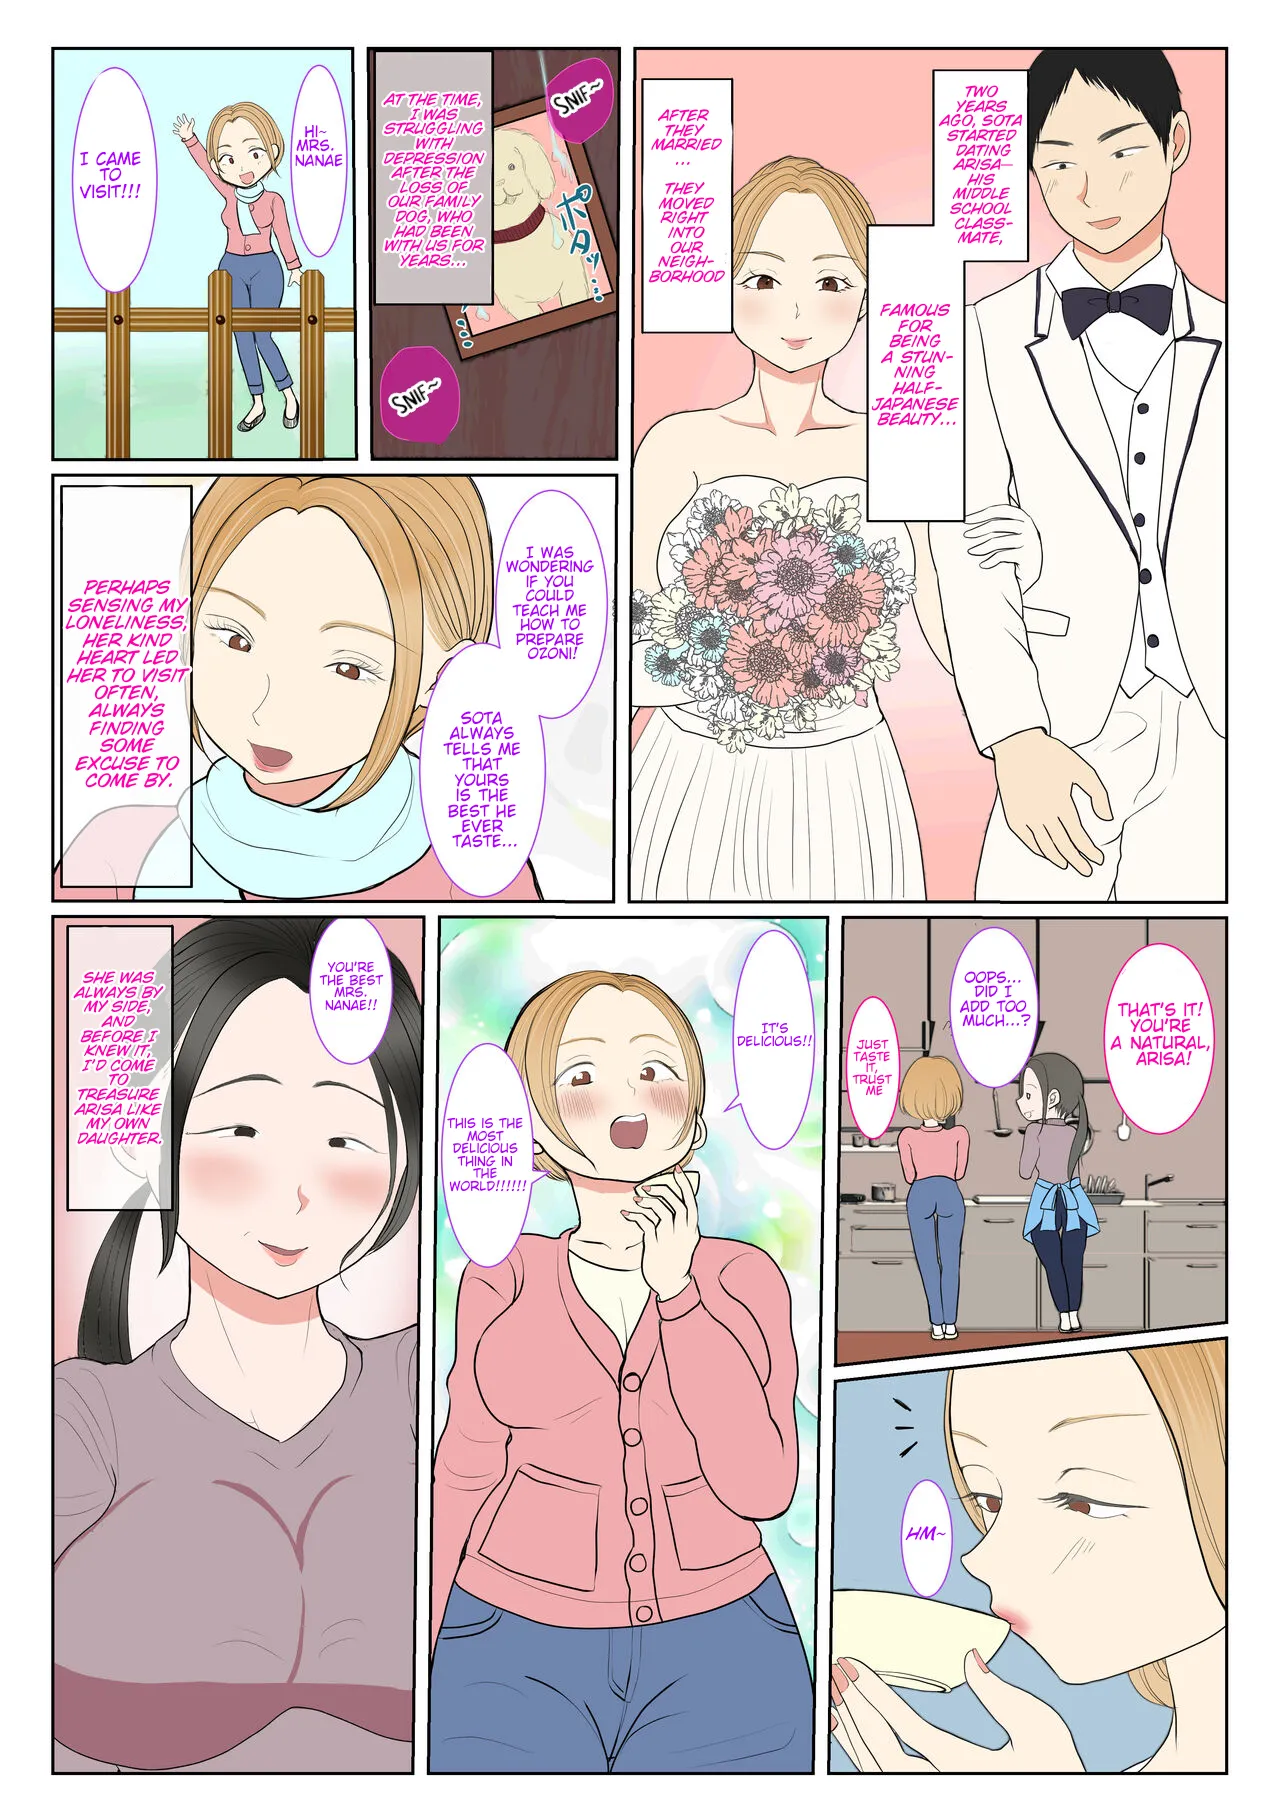 TWO
YEARS
AGO, SOTA
STARTED
DATING
ARISA—
HIS
MIDDLE
SCHOOL
CLASS-
MATE,
FAMOUS
FOR
BEING
A STUN-
NING
HALF-
JAPANESE
BEAUTY...
AFTER
THEY
MARRIED
...
THEY
MOVED
RIGHT
INTO
OUR
NEIGH-
BORHOOD
AT THE TIME,
I WAS
STRUGGLING
WITH
DEPRESSION
AFTER THE
LOSS OF
OUR FAMILY
DOG, WHO
HAD BEEN
WITH US FOR
YEARS...
SNIF~
ポロッ...
SNIF~
HI~
MRS.
NANAE
I CAME
TO
VISIT!!!
I WAS
WONDERING
IF YOU
COULD
TEACH ME
HOW TO
PREPARE
OZONI!
SOTA
ALWAYS
TELLS ME
THAT
YOURS
IS THE
BEST HE
EVER
TASTE...
PERHAPS
SENSING MY
LONELINESS,
HER KIND
HEART LED
HER TO VISIT
OFTEN,
ALWAYS
FINDING
SOME
EXCUSE TO
COME BY.
THAT'S IT!
YOU'RE
A NATURAL,
ARISA!
OOPS...
DID I
ADD TOO
MUCH...?
JUST
TASTE
IT,
TRUST
ME
HM~
IT'S
DELICIOUS!!
THIS IS THE
MOST
DELICIOUS
THING IN
THE
WORLD!!!!!!
YOU'RE
THE BEST
MRS.
NANAE!!
SHE WAS
ALWAYS BY
MY SIDE,
AND
BEFORE I
KNEW IT,
I'D COME
TO
TREASURE
ARISA LIKE
MY OWN
DAUGHTER.